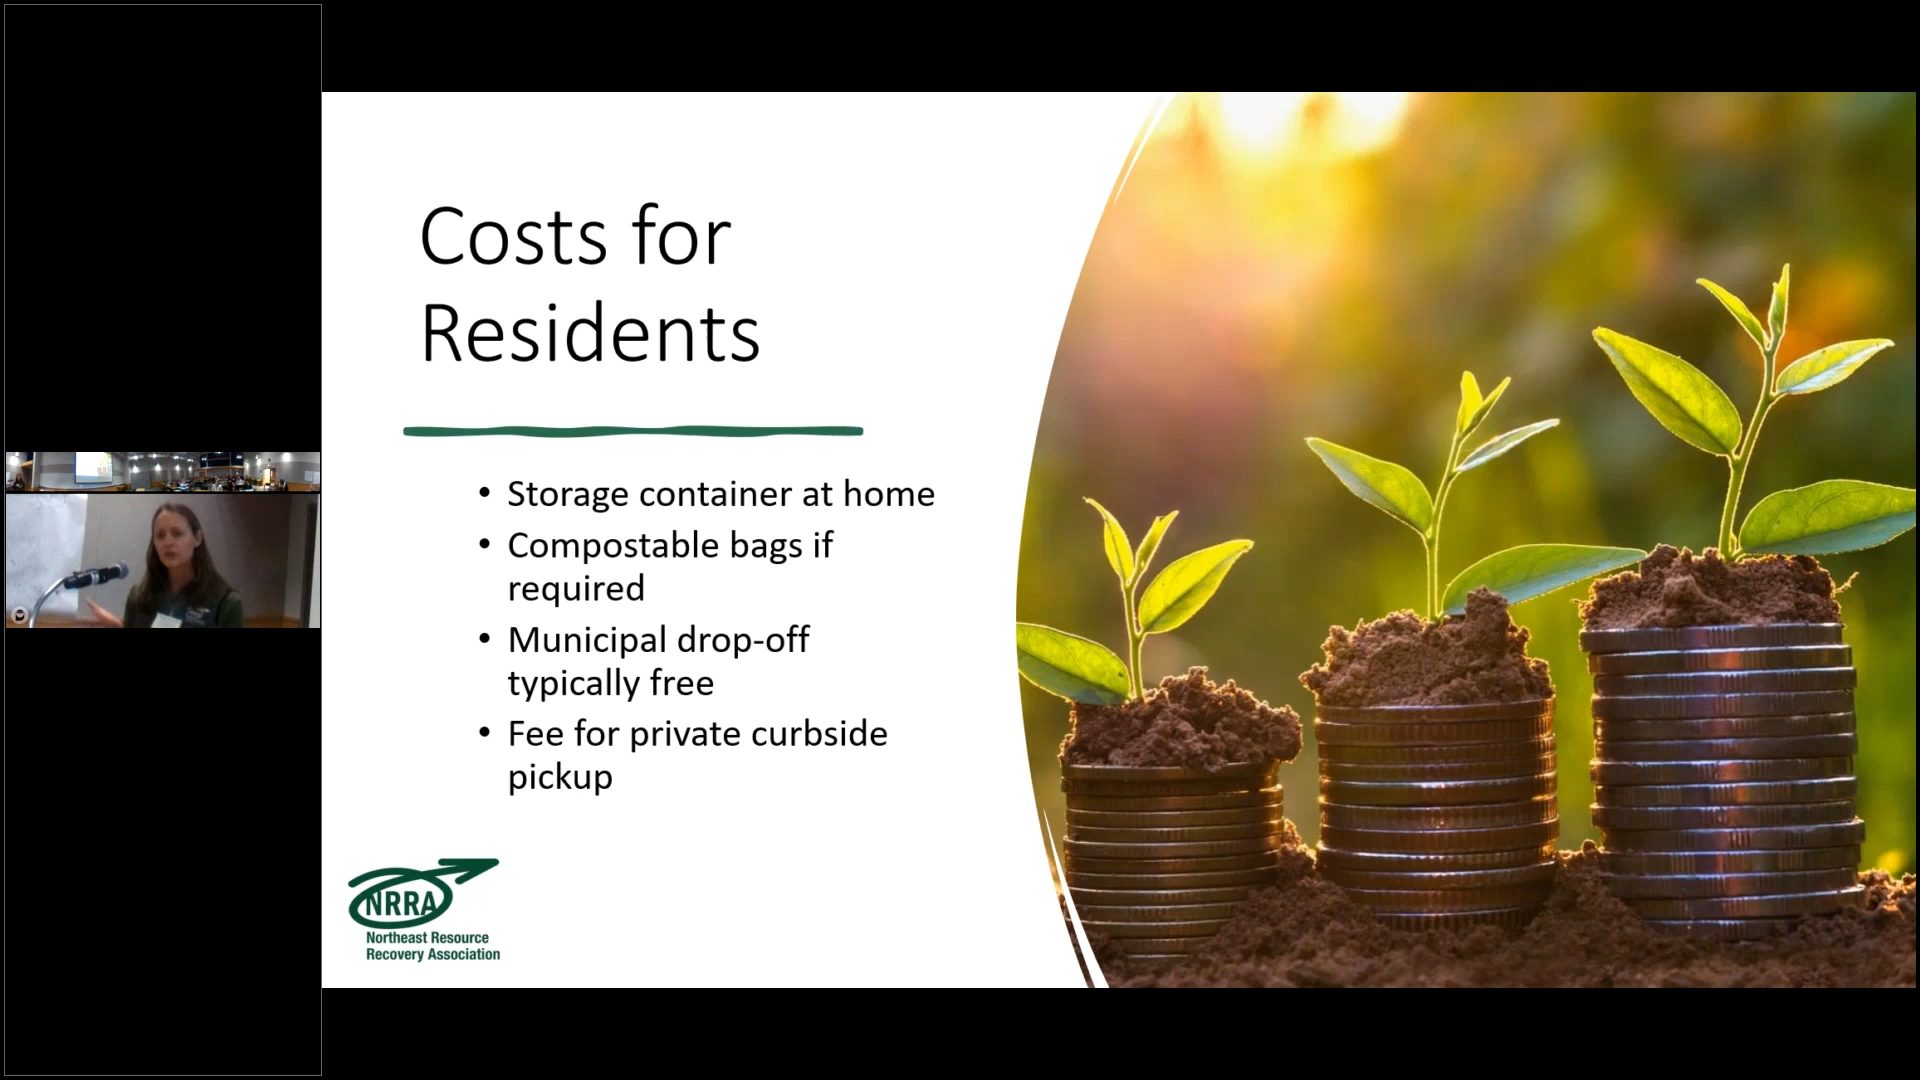 Costs for
Residents
• Storage container at home
• Compostable bags if
required
• Municipal drop-off
typically free
• Fee for private curbside
pickup
NRRA
Northeast Resource
Recovery Association